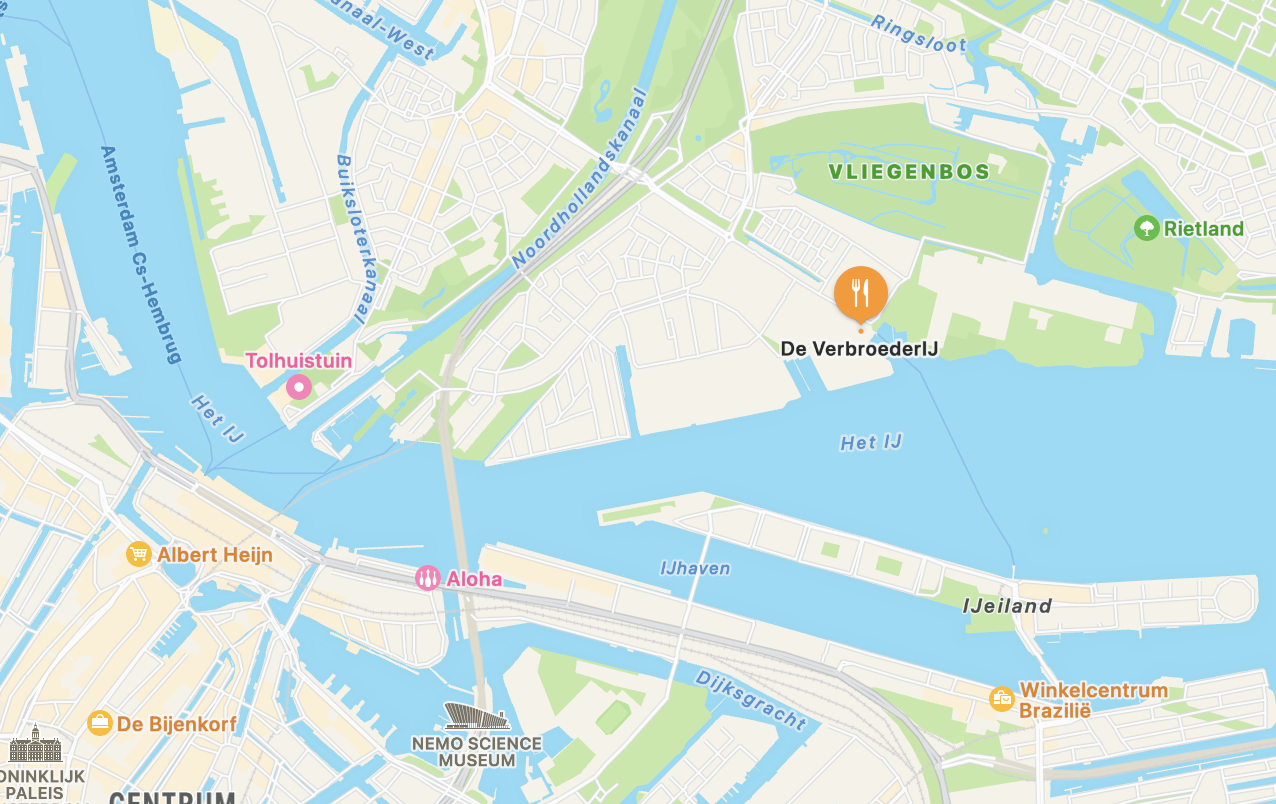 Kanaal-West
Ringsloot
Noordhollandskanaal
Amsterdam Cs-Hembrug
Buiksloterkanaal
VLIEGENBOS
Rietland
De VerbroederIJ
Tolhuistuin
Het IJ
Het IJ
Albert Heijn
Aloha
IJhaven
IJeiland
Dijksgracht
Winkelcentrum
Brazilië
De Bijenkorf
NEMO SCIENCE
MUSEUM
ONINKLIJK
PALEIS
CENTRUM